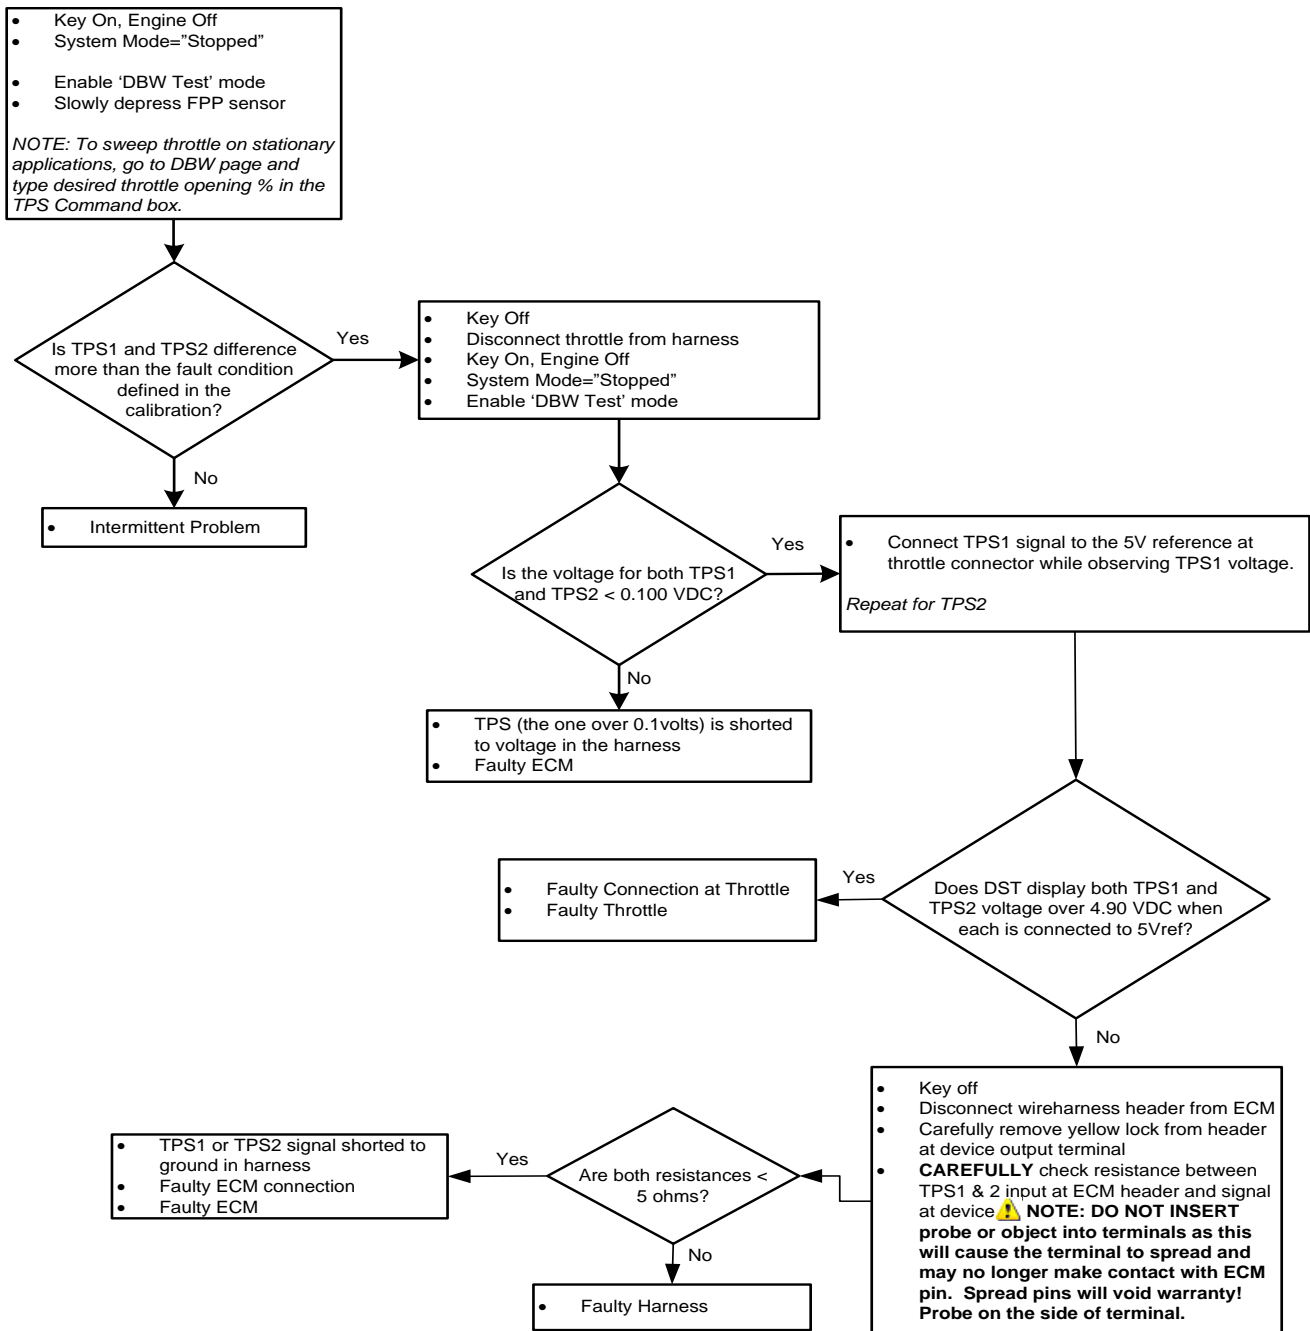 • Key On, Engine Off
• System Mode=”Stopped”
• Enable ‘DBW Test’ mode
• Slowly depress FPP sensor
NOTE: To sweep throttle on stationary
applications, go to DBW page and
type desired throttle opening % in the
TPS Command box.
Is TPS1 and TPS2 difference
more than the fault condition
defined in the
calibration?
Yes
No
• Intermittent Problem
• Key Off
• Disconnect throttle from harness
• Key On, Engine Off
• System Mode=”Stopped”
• Enable ‘DBW Test’ mode
Is the voltage for both TPS1
and TPS2 < 0.100 VDC?
Yes
No
• TPS (the one over 0.1volts) is shorted
to voltage in the harness
• Faulty ECM
• Connect TPS1 signal to the 5V reference at
throttle connector while observing TPS1 voltage.
Repeat for TPS2
Does DST display both TPS1 and
TPS2 voltage over 4.90 VDC when
each is connected to 5Vref?
Yes
• Faulty Connection at Throttle
• Faulty Throttle
No
• Key off
• Disconnect wireharness header from ECM
• Carefully remove yellow lock from header
at device output terminal
• CAREFULLY check resistance between
TPS1 & 2 input at ECM header and signal
at device NOTE: DO NOT INSERT
probe or object into terminals as this
will cause the terminal to spread and
may no longer make contact with ECM
pin. Spread pins will void warranty!
Probe on the side of terminal.
Are both resistances <
5 ohms?
Yes
• TPS1 or TPS2 signal shorted to
ground in harness
• Faulty ECM connection
• Faulty ECM
No
• Faulty Harness